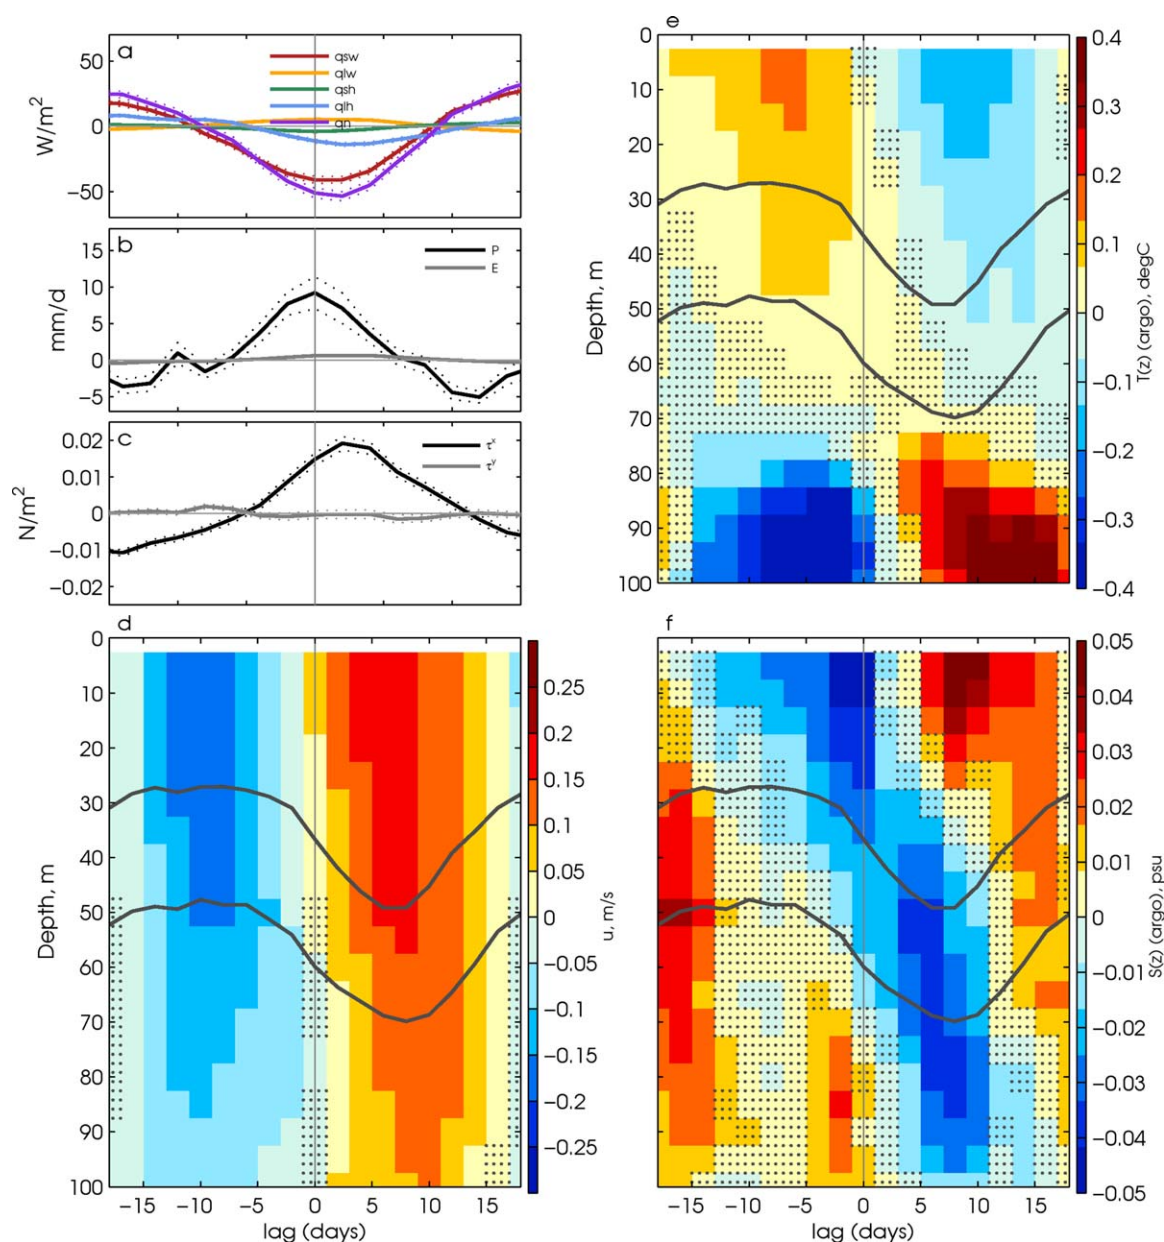 a
50
0
−50
W/m²
qsw
qlw
qsh
qlh
qn
b
15
10
5
0
−5
mm/d
P
E
c
0.02
0.01
0
−0.01
−0.02
N/m²
τˣ
τʸ
d
0
10
20
30
40
50
60
70
80
90
100
Depth, m
−15 −10 −5 0 5 10 15
lag (days)
0.25
0.2
0.15
0.1
0.05
0
−0.05
−0.1
−0.15
−0.2
−0.25
u, m/s
e
0
10
20
30
40
50
60
70
80
90
100
Depth, m
0.4
0.3
0.2
0.1
0
−0.1
−0.2
−0.3
−0.4
T(z) (argo), degC
f
−15 −10 −5 0 5 10 15
lag (days)
0.05
0.04
0.03
0.02
0.01
0
−0.01
−0.02
−0.03
−0.04
−0.05
S(z) (argo), psu